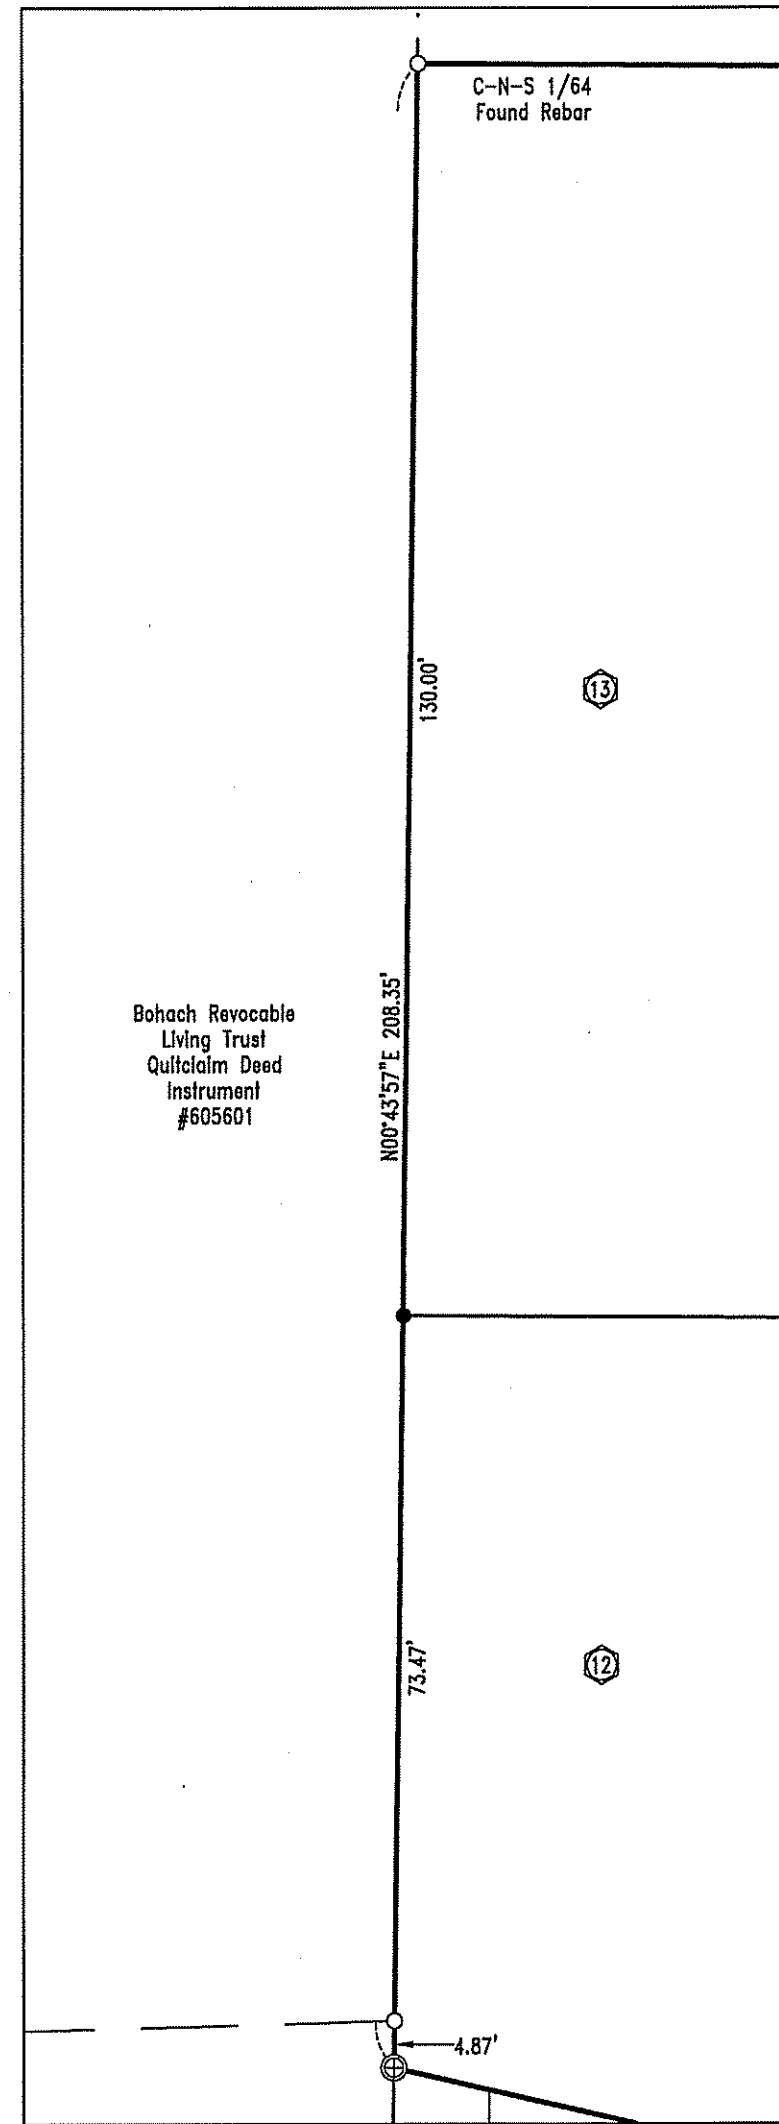 C-N-S 1/64
Found Rebar
130.00'
13
N00°43'57"E 208.35'
Bohach Revocable
Living Trust
Quitclaim Deed
Instrument
#605601
73.47'
12
4.87'